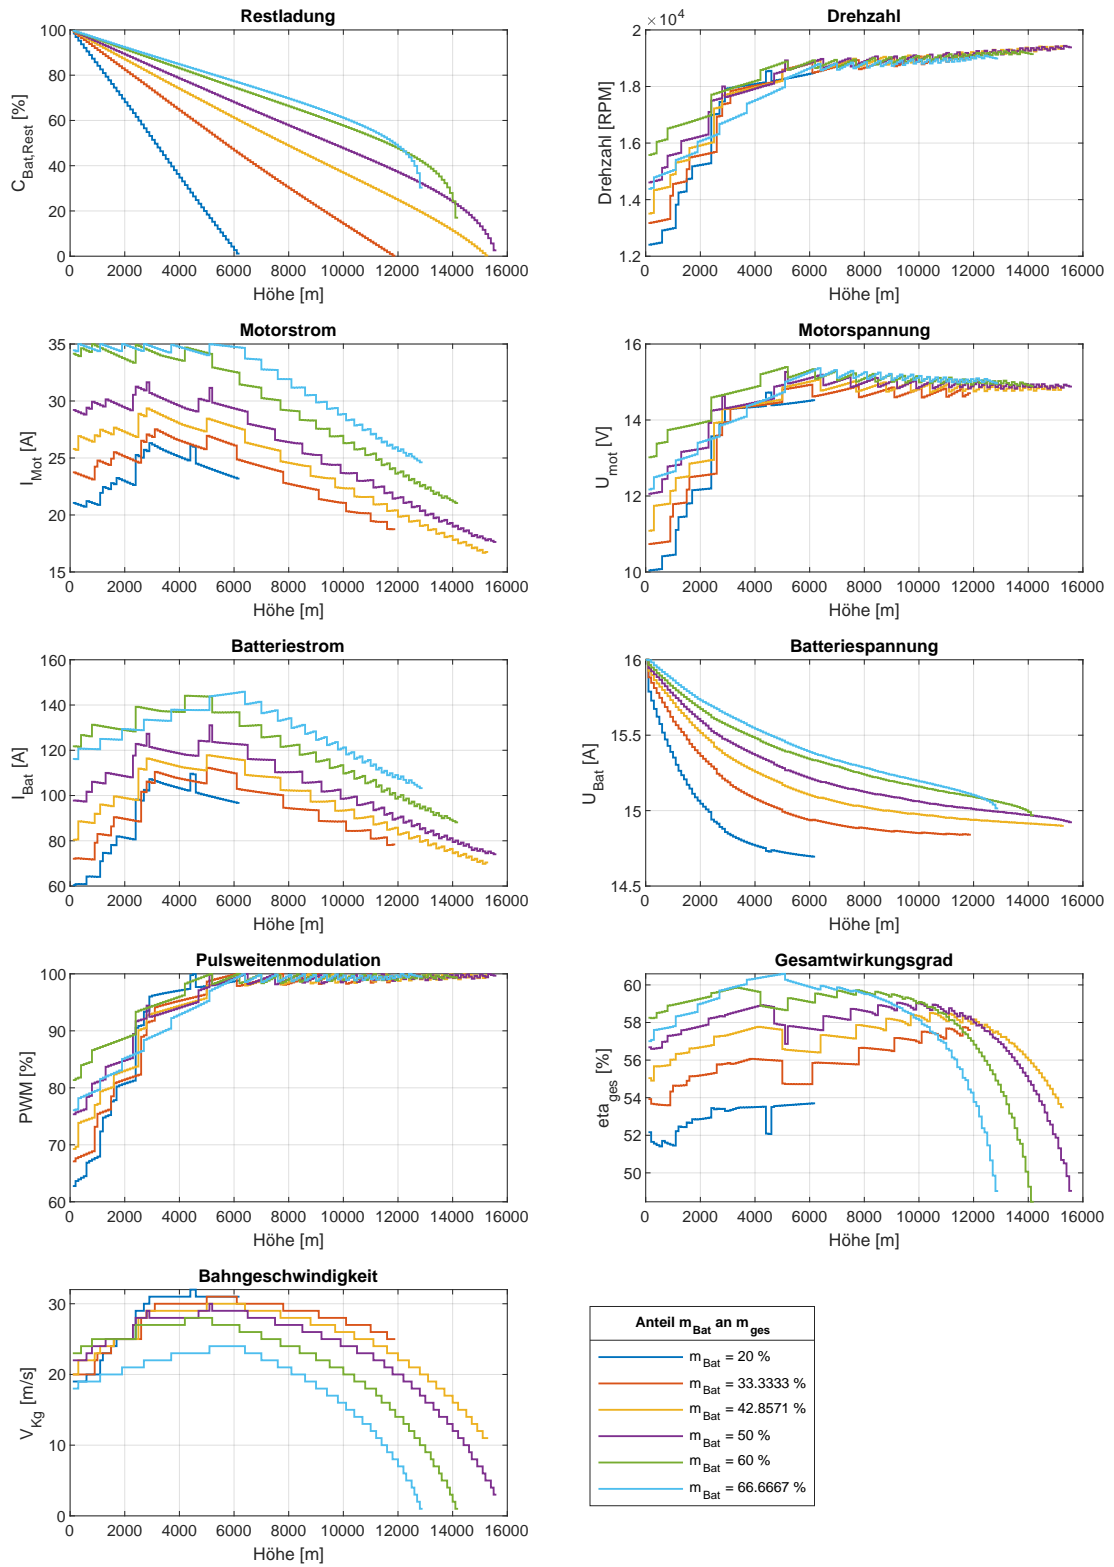 Restladung
100
80
60
40
20
0
C_Bat,Rest [%]
0 2000 4000 6000 8000 10000 12000 14000 16000
Höhe [m]
Drehzahl
×10^4
2
1.8
1.6
1.4
1.2
Drehzahl [RPM]
0 2000 4000 6000 8000 10000 12000 14000 16000
Höhe [m]
Motorstrom
35
30
25
20
15
I_Mot [A]
0 2000 4000 6000 8000 10000 12000 14000 16000
Höhe [m]
Motorspannung
16
14
12
10
U_mot [V]
0 2000 4000 6000 8000 10000 12000 14000 16000
Höhe [m]
Batteriestrom
160
140
120
100
80
60
I_Bat [A]
0 2000 4000 6000 8000 10000 12000 14000 16000
Höhe [m]
Batteriespannung
16
15.5
15
14.5
U_Bat [A]
0 2000 4000 6000 8000 10000 12000 14000 16000
Höhe [m]
Pulsweitenmodulation
100
90
80
70
60
PWM [%]
0 2000 4000 6000 8000 10000 12000 14000 16000
Höhe [m]
Gesamtwirkungsgrad
60
58
56
54
52
50
eta_ges [%]
0 2000 4000 6000 8000 10000 12000 14000 16000
Höhe [m]
Bahngeschwindigkeit
30
20
10
0
V_Kg [m/s]
0 2000 4000 6000 8000 10000 12000 14000 16000
Höhe [m]
Anteil m_Bat an m_ges
m_Bat = 20 %
m_Bat = 33.3333 %
m_Bat = 42.8571 %
m_Bat = 50 %
m_Bat = 60 %
m_Bat = 66.6667 %